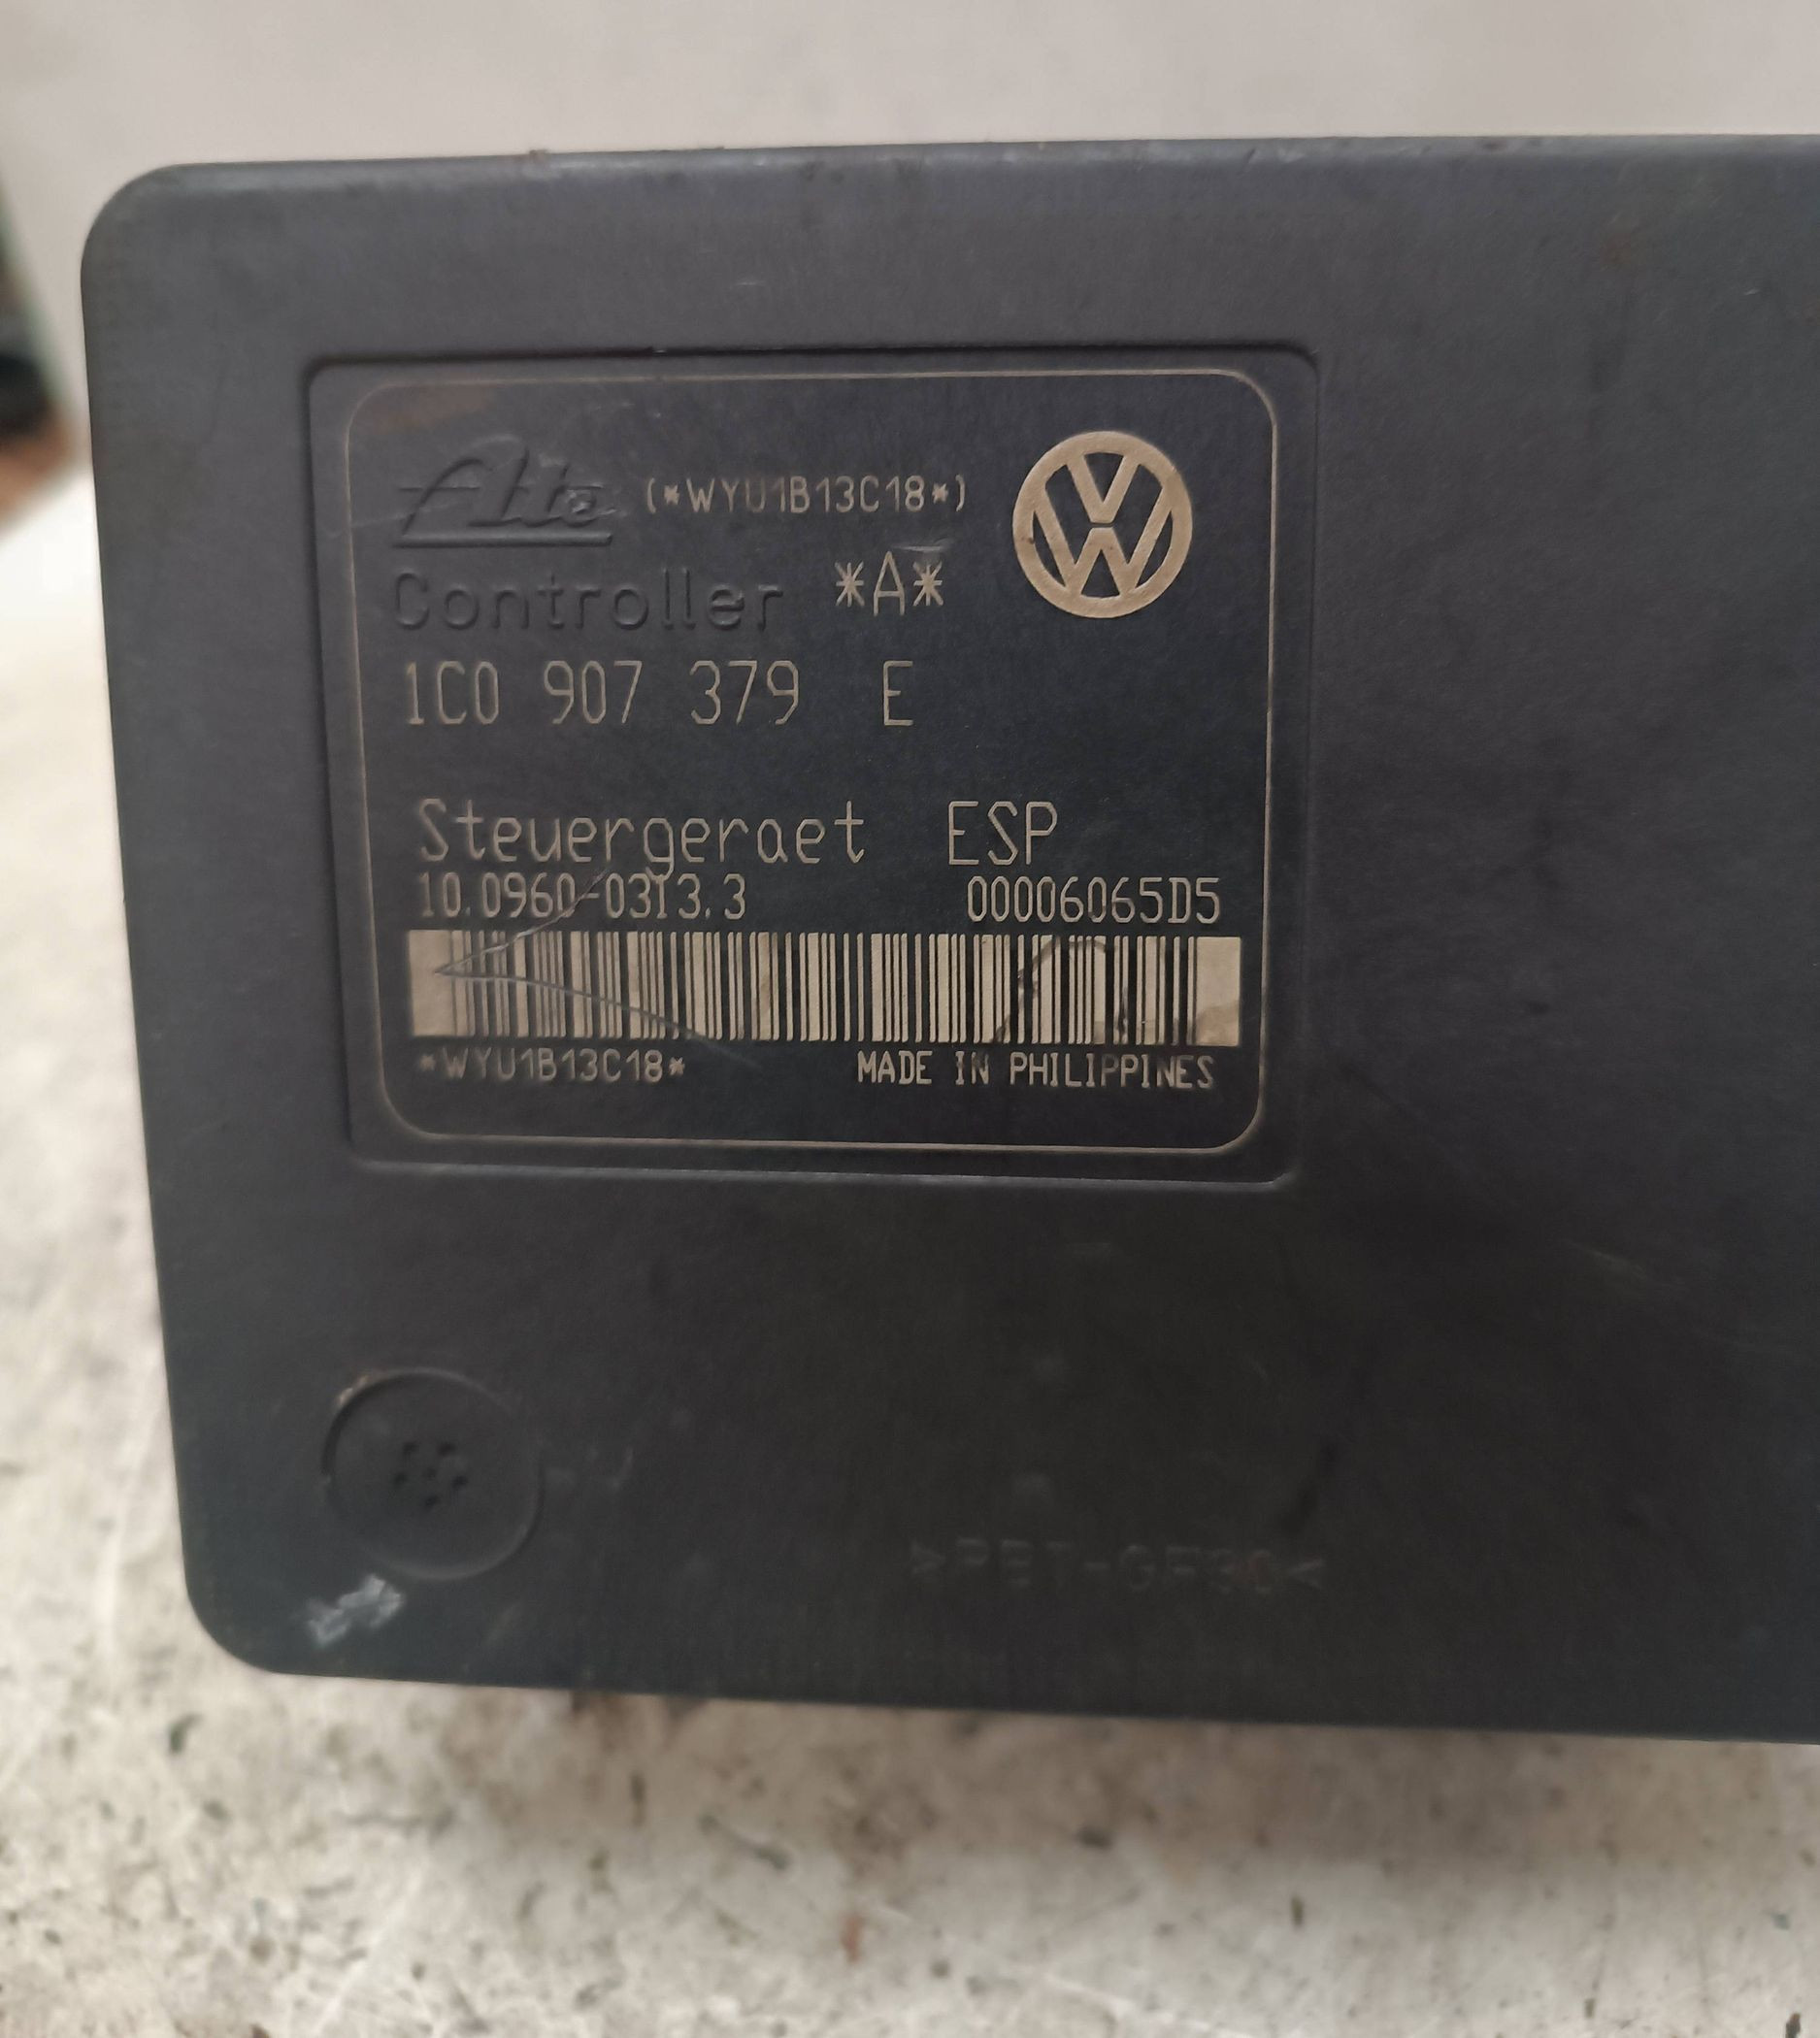 Ate (*WYU1B13C18*)
Controller *A*
1C0 907 379 E
Steuergeraet ESP
10.0960-0313.3 00006065D5
*WYU1B13C18* MADE IN PHILIPPINES
>PBT-GF30<